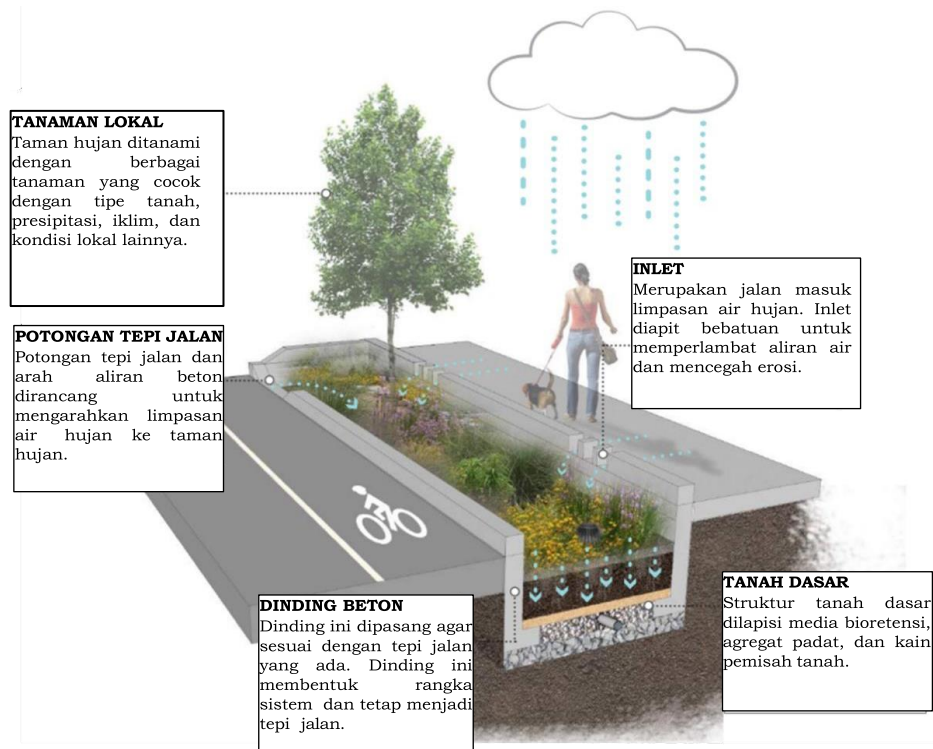 TANAMAN LOKAL
Taman hujan ditanami
dengan berbagai
tanaman yang cocok
dengan tipe tanah,
presipitasi, iklim, dan
kondisi lokal lainnya.
INLET
Merupakan jalan masuk
limpasan air hujan. Inlet
diapit bebatuan untuk
memperlambat aliran air
dan mencegah erosi.
POTONGAN TEPI JALAN
Potongan tepi jalan dan
arah aliran beton
dirancang untuk
mengarahkan limpasan
air hujan ke taman
hujan.
DINDING BETON
Dinding ini dipasang agar
sesuai dengan tepi jalan
yang ada. Dinding ini
membentuk rangka
sistem dan tetap menjadi
tepi jalan.
TANAH DASAR
Struktur tanah dasar
dilapisi media bioretensi,
agregat padat, dan kain
pemisah tanah.